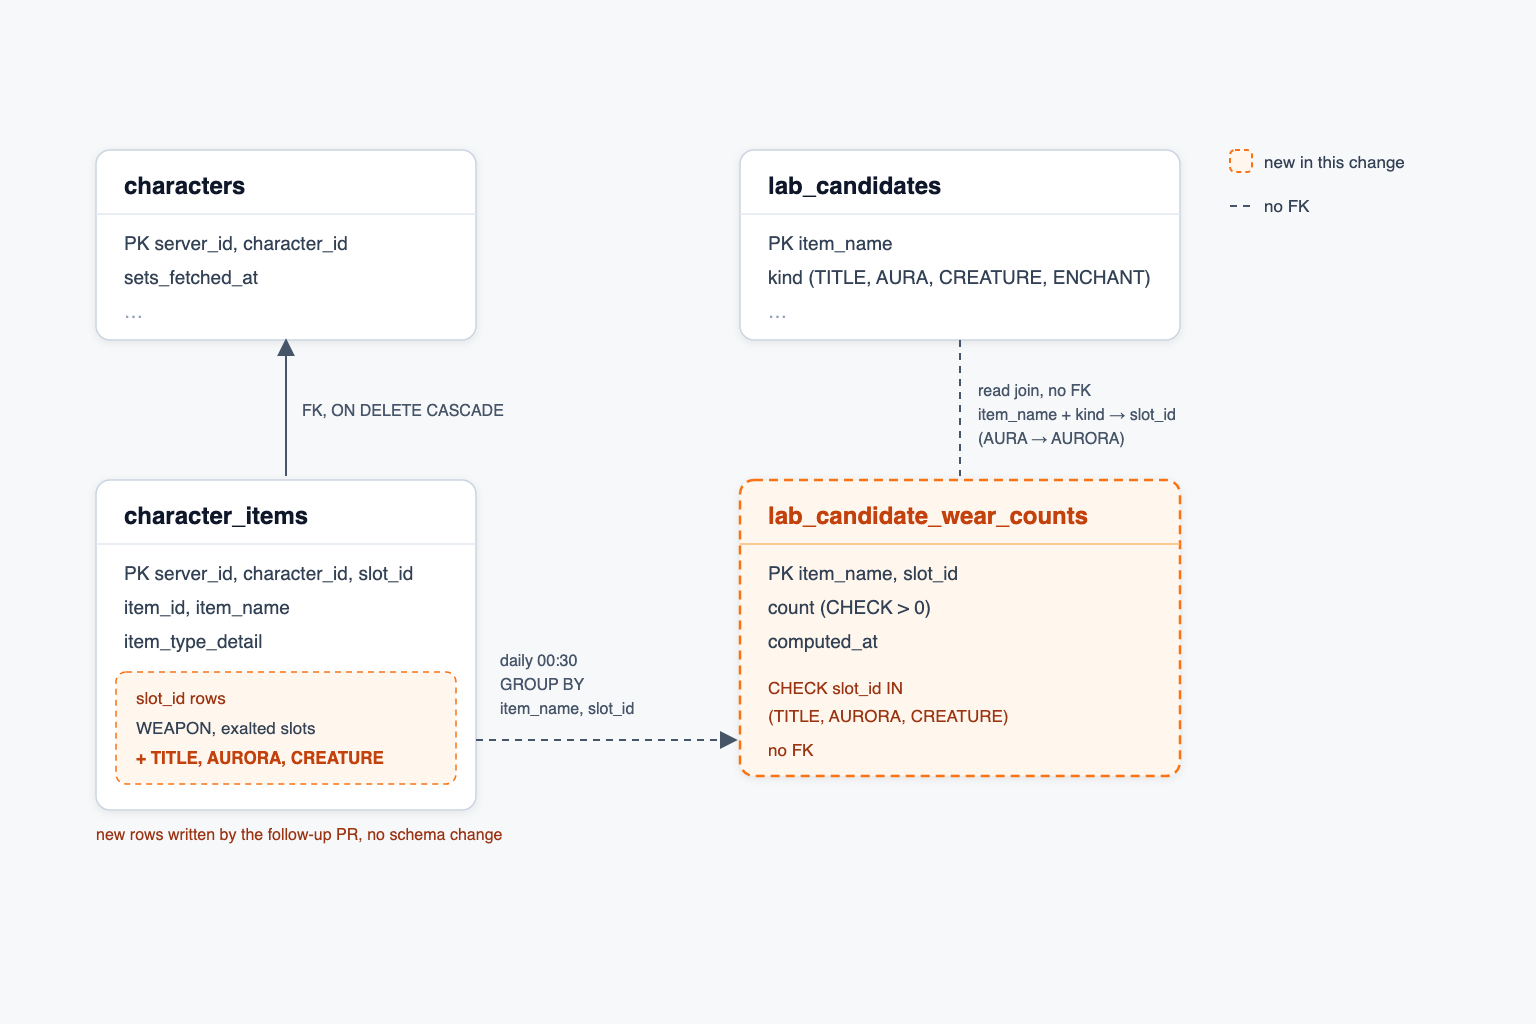 characters
PK server_id, character_id
sets_fetched_at
...
FK, ON DELETE CASCADE
character_items
PK server_id, character_id, slot_id
item_id, item_name
item_type_detail
slot_id rows
WEAPON, exalted slots
+ TITLE, AURORA, CREATURE
new rows written by the follow-up PR, no schema change
daily 00:30
GROUP BY
item_name, slot_id
lab_candidates
PK item_name
kind (TITLE, AURA, CREATURE, ENCHANT)
...
read join, no FK
item_name + kind → slot_id
(AURA → AURORA)
lab_candidate_wear_counts
PK item_name, slot_id
count (CHECK > 0)
computed_at
CHECK slot_id IN
(TITLE, AURORA, CREATURE)
no FK
new in this change
no FK